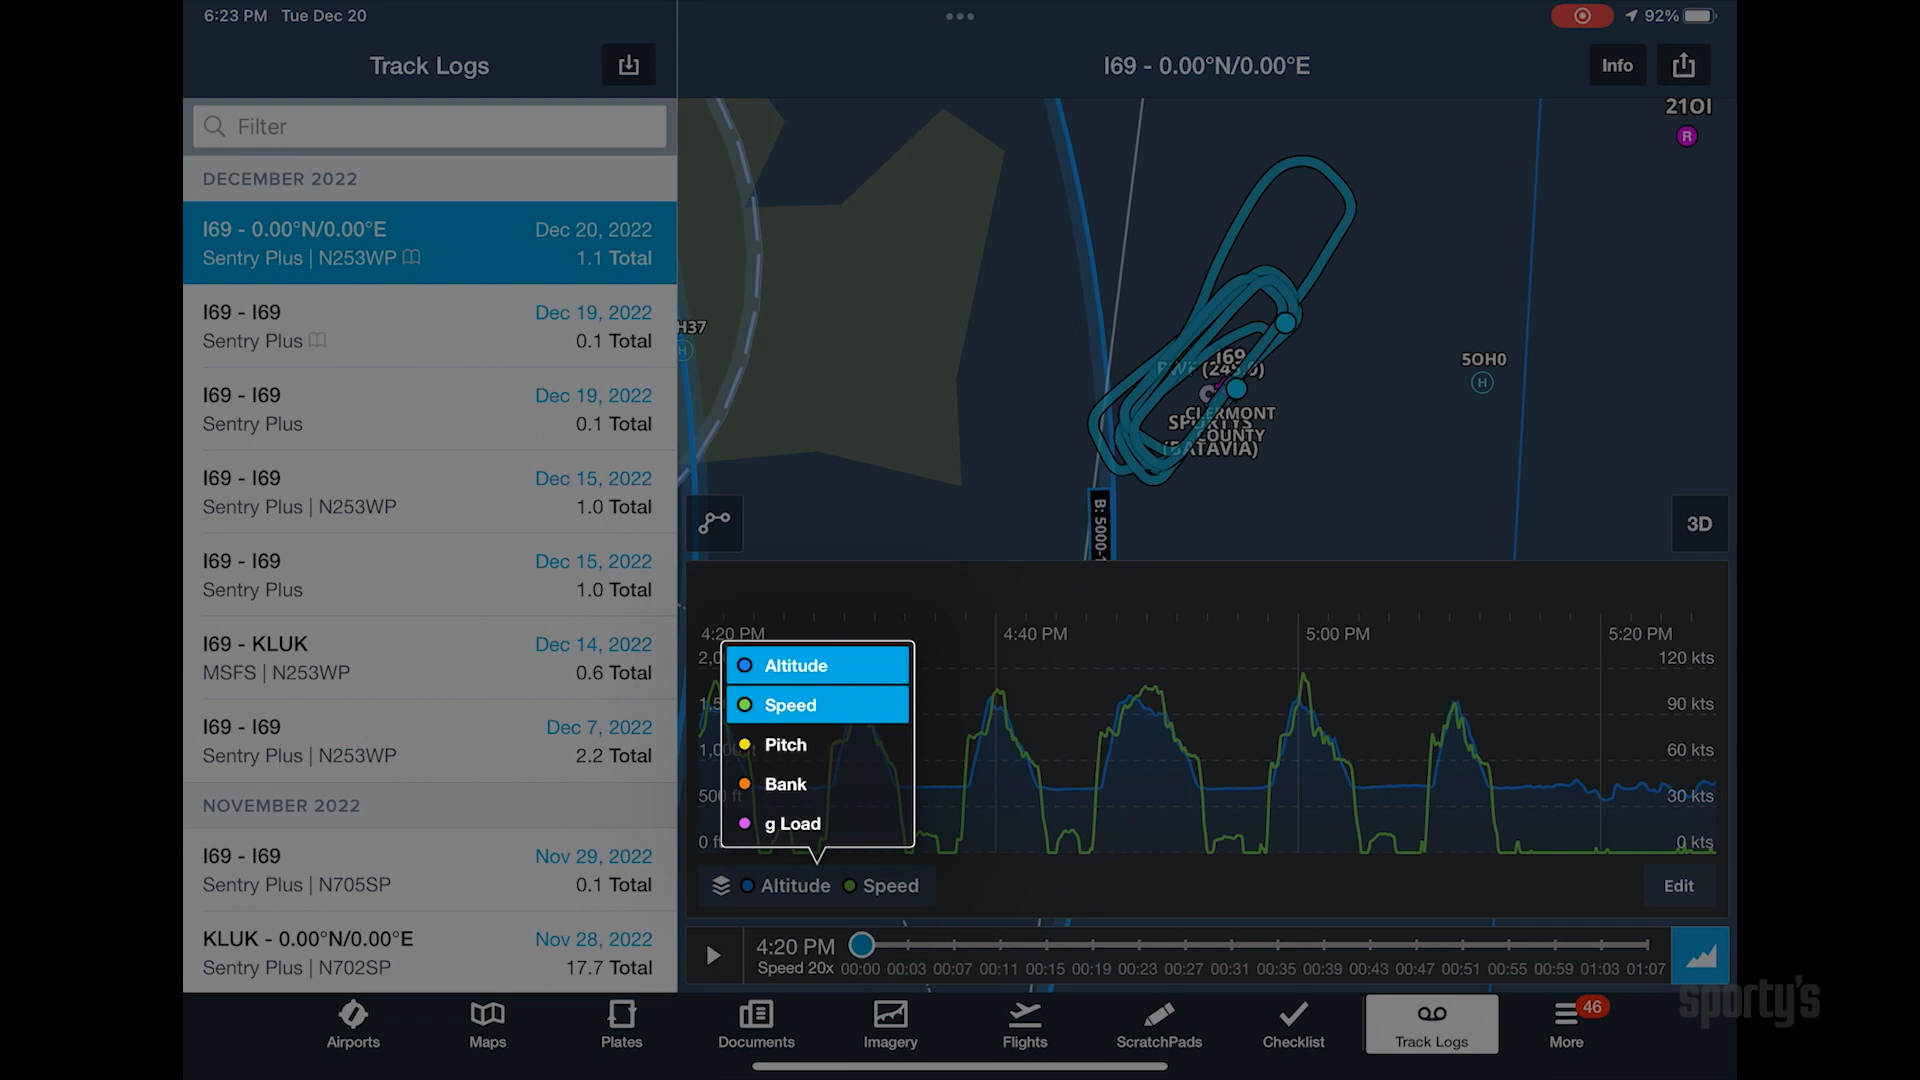 6:23 PM Tue Dec 20
92%
Track Logs
I69 - 0.00°N/0.00°E
Info
Filter
DECEMBER 2022
I69 - 0.00°N/0.00°E Dec 20, 2022
Sentry Plus | N253WP 1.1 Total
I69 - I69 Dec 19, 2022
Sentry Plus 0.1 Total
I69 - I69 Dec 19, 2022
Sentry Plus 0.1 Total
I69 - I69 Dec 15, 2022
Sentry Plus | N253WP 1.0 Total
I69 - I69 Dec 15, 2022
Sentry Plus 1.0 Total
I69 - KLUK Dec 14, 2022
MSFS | N253WP 0.6 Total
I69 - I69 Dec 7, 2022
Sentry Plus | N253WP 2.2 Total
NOVEMBER 2022
I69 - I69 Nov 29, 2022
Sentry Plus | N705SP 0.1 Total
KLUK - 0.00°N/0.00°E Nov 28, 2022
Sentry Plus | N702SP 17.7 Total
21OI
R
H37
H
5OH0
H
I69
CLERMONT
SPORTYS
COUNTY
(BATAVIA)
B: 5000-1
3D
4:20 PM 4:40 PM 5:00 PM 5:20 PM
120 kts
90 kts
60 kts
500 ft 30 kts
0 ft 0 kts
Altitude
Speed
Pitch
Bank
g Load
Altitude Speed
Edit
4:20 PM
Speed 20x 00:00 00:03 00:07 00:11 00:15 00:19 00:23 00:27 00:31 00:35 00:39 00:43 00:47 00:51 00:55 00:59 01:03 01:07
sporty's
46
Airports Maps Plates Documents Imagery Flights ScratchPads Checklist Track Logs More